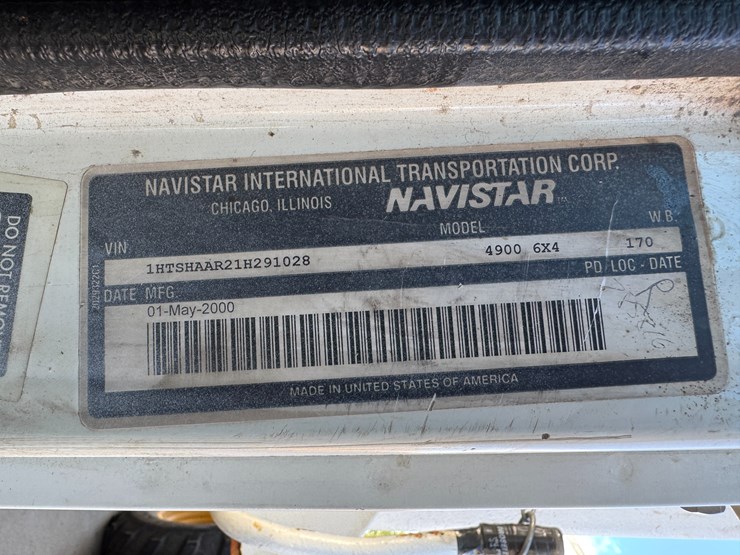 NAVISTAR INTERNATIONAL TRANSPORTATION CORP.
CHICAGO, ILLINOIS NAVISTAR
VIN MODEL W.B.
1HTSHAAR21H291028 4900 6X4 170
DATE MFG. PD/LOC - DATE
01-May-2000
MADE IN UNITED STATES OF AMERICA
DO NOT REMOV